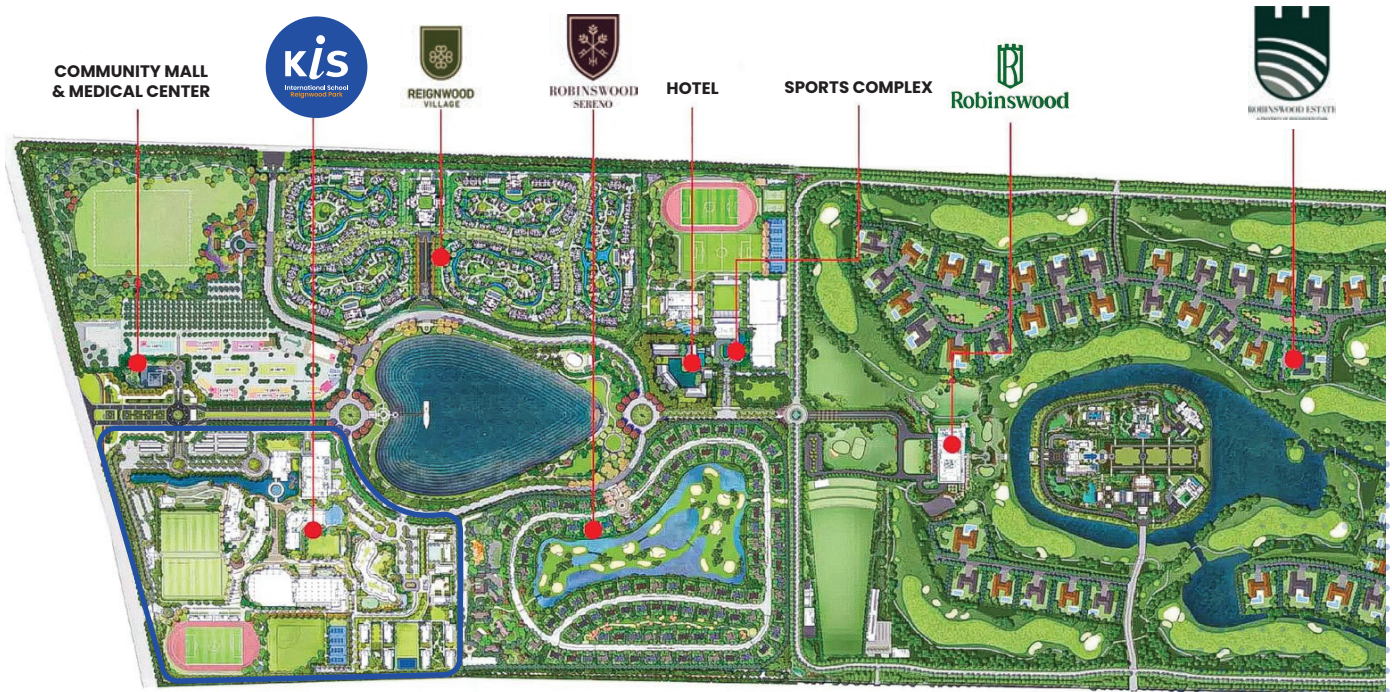 COMMUNITY MALL
& MEDICAL CENTER
KiS
International School
Reignwood Park
REIGNWOOD
VILLAGE
ROBINSWOOD
SERENO
HOTEL
SPORTS COMPLEX
Robinswood
ROBINSWOOD ESTATE